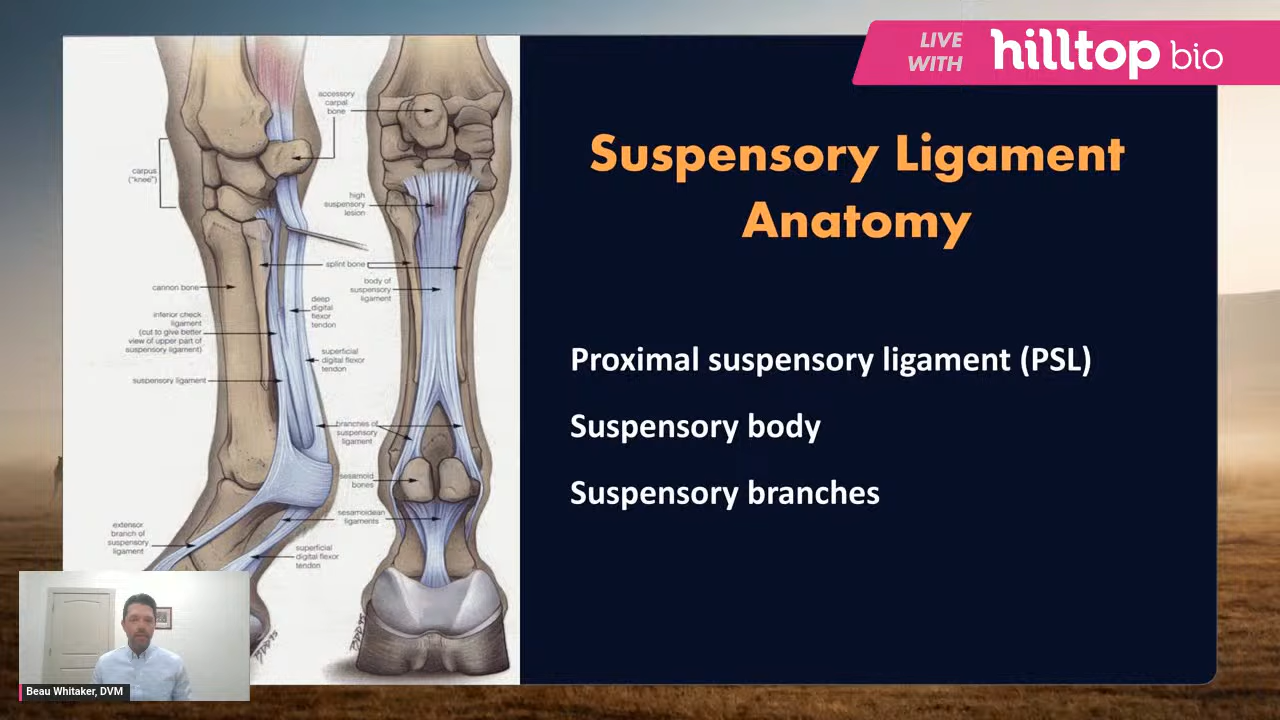 LIVE
WITH
hilltop bio
Suspensory Ligament
Anatomy
Proximal suspensory ligament (PSL)
Suspensory body
Suspensory branches
accessory
carpal
bone
carpus
("knee")
high
suspensory
lesion
splint bone
cannon bone
body of
suspensory
ligament
deep
digital
flexor
tendon
inferior check
ligament
(cut to give better
view of upper part of
suspensory ligament)
superficial
digital flexor
tendon
suspensory ligament
branches of
suspensory
ligament
sesamoid
bones
sesamoidean
ligaments
extensor
branch of
suspensory
ligament
superficial
digital flexor
tendon
Beau Whitaker, DVM